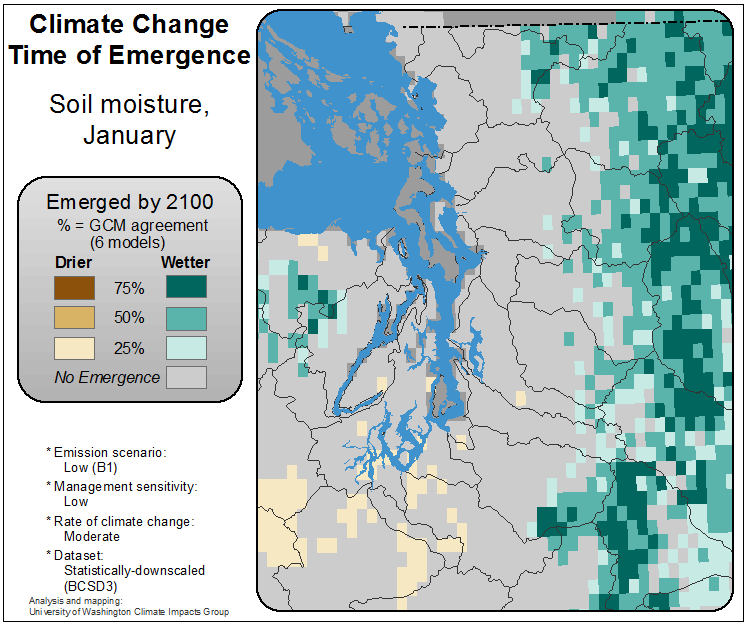 Climate Change
Time of Emergence
Soil moisture,
January
Emerged by 2100
% = GCM agreement
(6 models)
Drier Wetter
75%
50%
25%
No Emergence
* Emission scenario:
Low (B1)
* Management sensitivity:
Low
* Rate of climate change:
Moderate
* Dataset:
Statistically-downscaled
(BCSD3)
Analysis and mapping:
University of Washington Climate Impacts Group